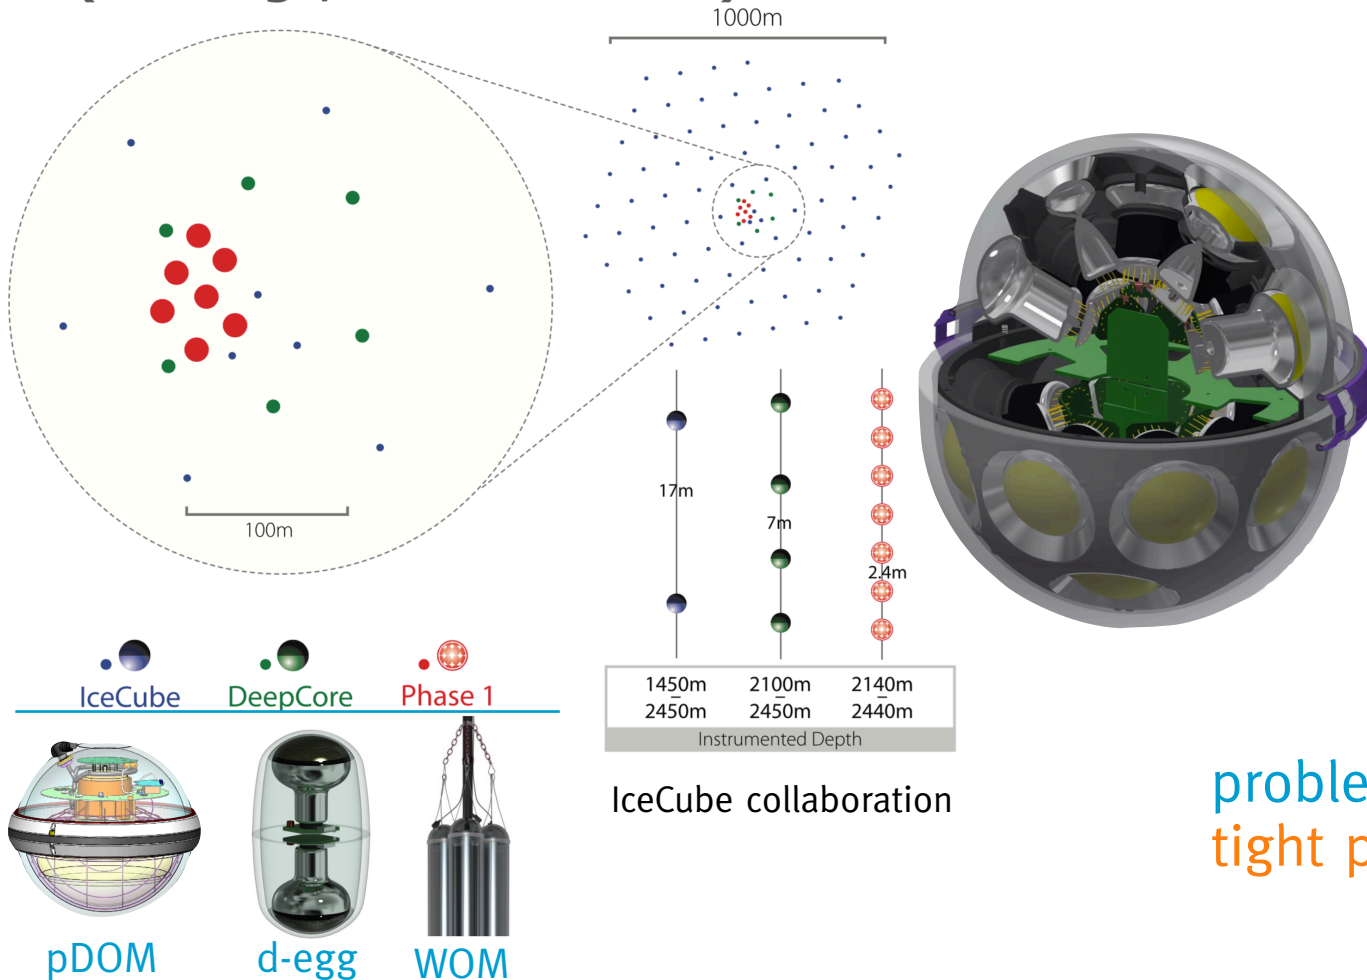 1000m
100m
17m
7m
2.4m
IceCube
DeepCore
Phase 1
1450m
–
2450m
2100m
–
2450m
2140m
–
2440m
Instrumented Depth
IceCube collaboration
pDOM
d-egg
WOM
tight